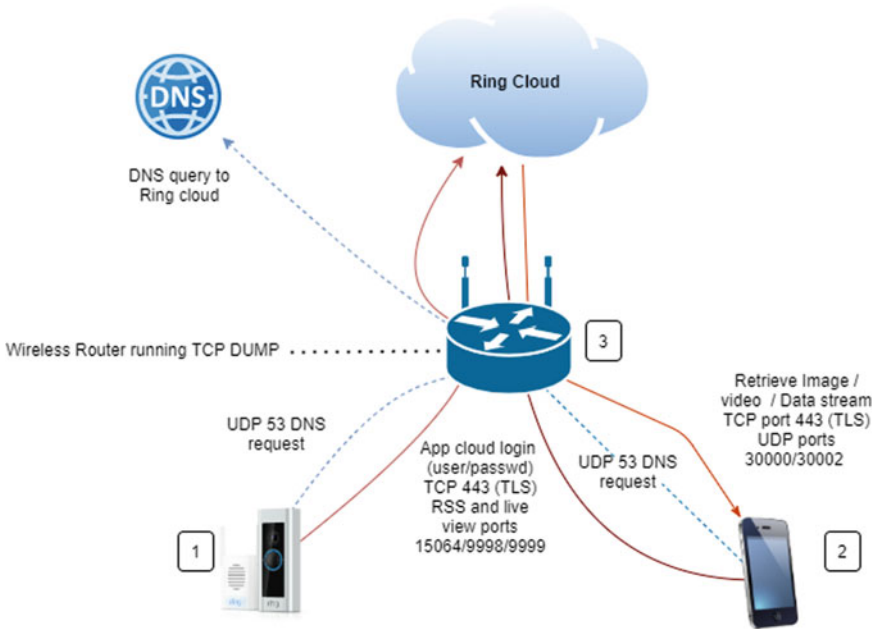 Ring Cloud
DNS
DNS query to
Ring cloud
3
Wireless Router running TCP DUMP
Retrieve Image /
video / Data stream
TCP port 443 (TLS)
UDP ports
30000/30002
UDP 53 DNS
request
App cloud login
(user/passwd)
TCP 443 (TLS)
RSS and live
view ports
15064/9998/9999
UDP 53 DNS
request
1
2
ring
ring